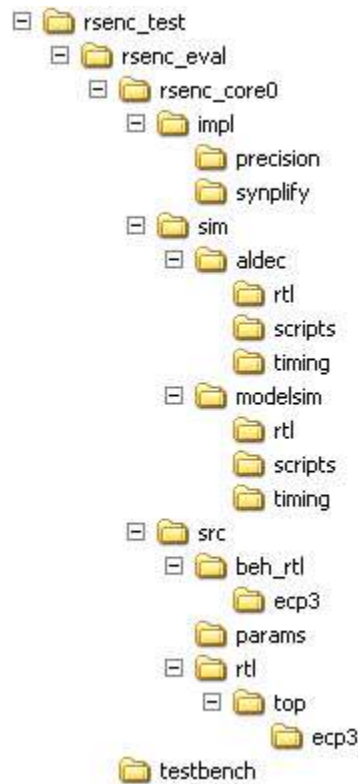 rsenc_test
rsenc_eval
rsenc_core0
impl
precision
synplify
sim
aldec
rtl
scripts
timing
modelsim
rtl
scripts
timing
src
beh_rtl
ecp3
params
rtl
top
ecp3
testbench